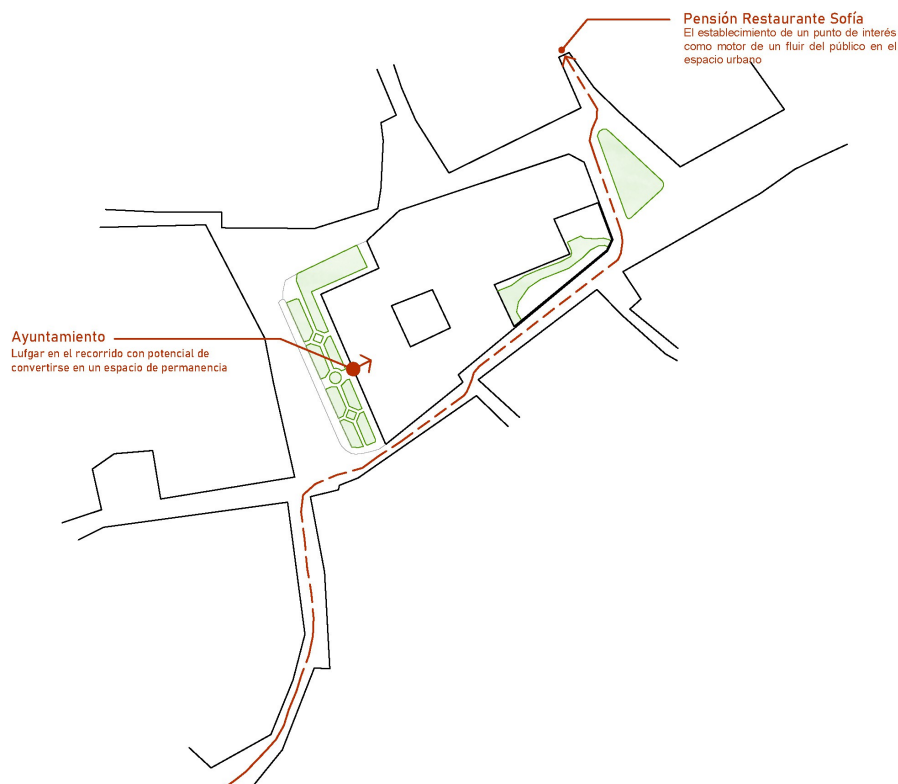 Pensión Restaurante Sofía
El establecimiento de un punto de interés
como motor de un fluir del público en el
espacio urbano
Ayuntamiento
Lufgar en el recorrido con potencial de
convertirse en un espacio de permanencia